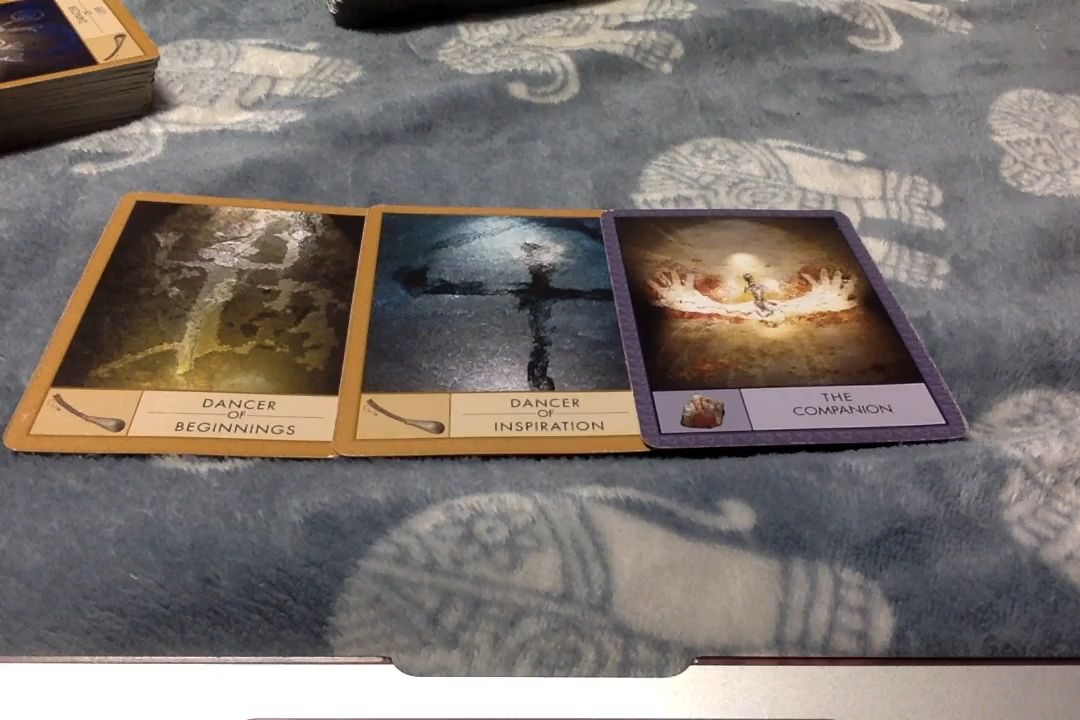 DANCER
OF
BEGINNINGS
DANCER
OF
INSPIRATION
THE
COMPANION